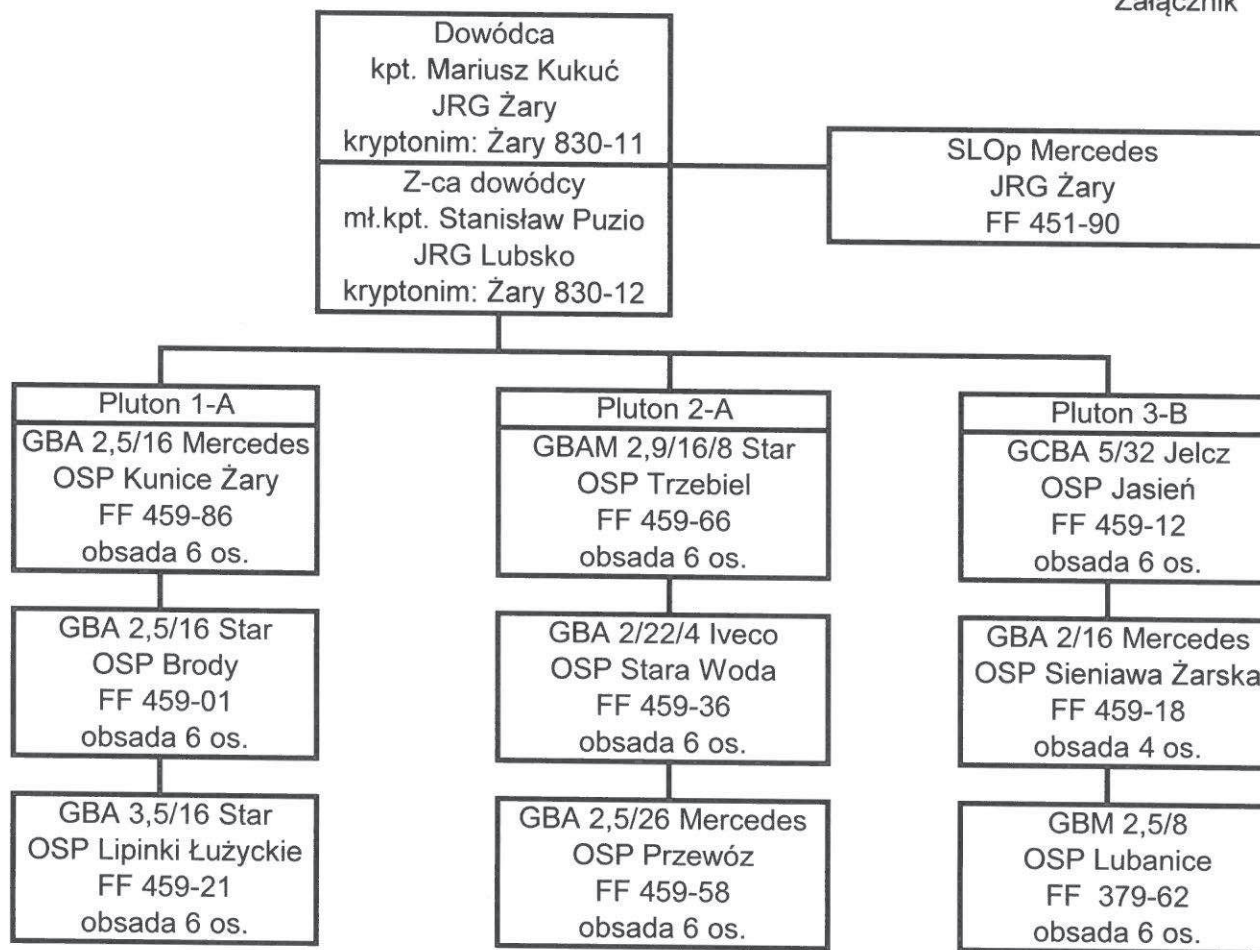 Załącznik
Dowódca
kpt. Mariusz Kukuć
JRG Żary
kryptonim: Żary 830-11
Z-ca dowódcy
mł.kpt. Stanisław Puzio
JRG Lubsko
kryptonim: Żary 830-12
SLOp Mercedes
JRG Żary
FF 451-90
Pluton 1-A
GBA 2,5/16 Mercedes
OSP Kunice Żary
FF 459-86
obsada 6 os.
GBA 2,5/16 Star
OSP Brody
FF 459-01
obsada 6 os.
GBA 3,5/16 Star
OSP Lipinki Łużyckie
FF 459-21
obsada 6 os.
Pluton 2-A
GBAM 2,9/16/8 Star
OSP Trzebiel
FF 459-66
obsada 6 os.
GBA 2/22/4 Iveco
OSP Stara Woda
FF 459-36
obsada 6 os.
GBA 2,5/26 Mercedes
OSP Przewóz
FF 459-58
obsada 6 os.
Pluton 3-B
GCBA 5/32 Jelcz
OSP Jasień
FF 459-12
obsada 6 os.
GBA 2/16 Mercedes
OSP Sieniawa Żarska
FF 459-18
obsada 4 os.
GBM 2,5/8
OSP Lubanice
FF 379-62
obsada 6 os.